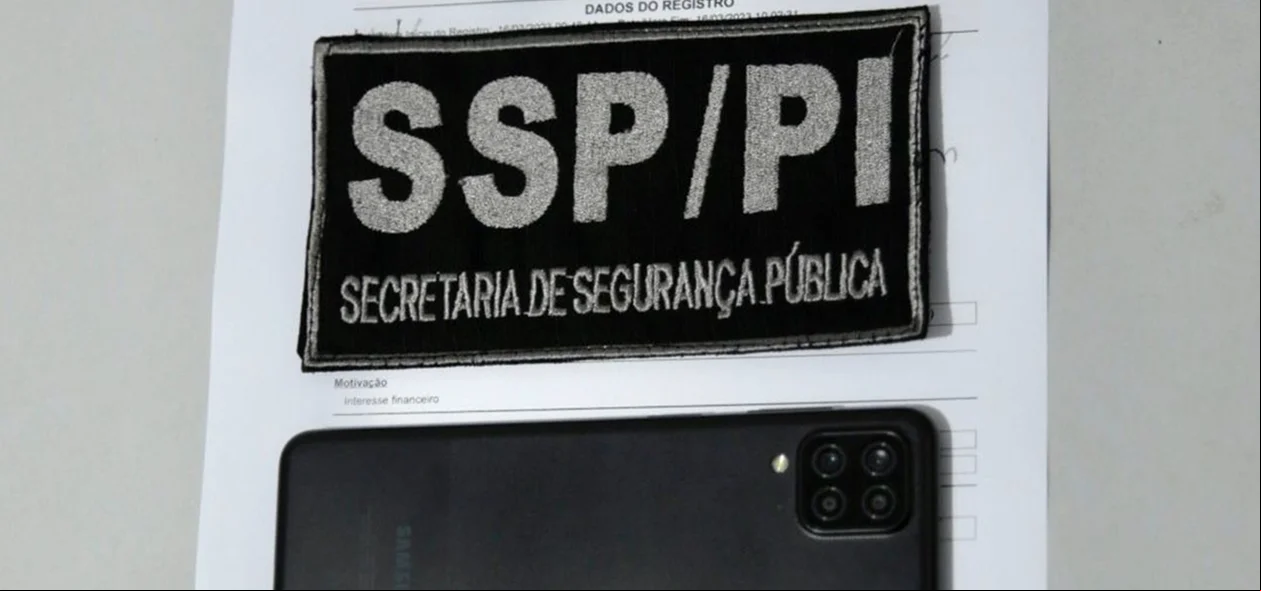 DADOS DO REGISTRO
SSP/PI
SECRETARIA DE SEGURANÇA PÚBLICA
Motivação
Interesse financeiro